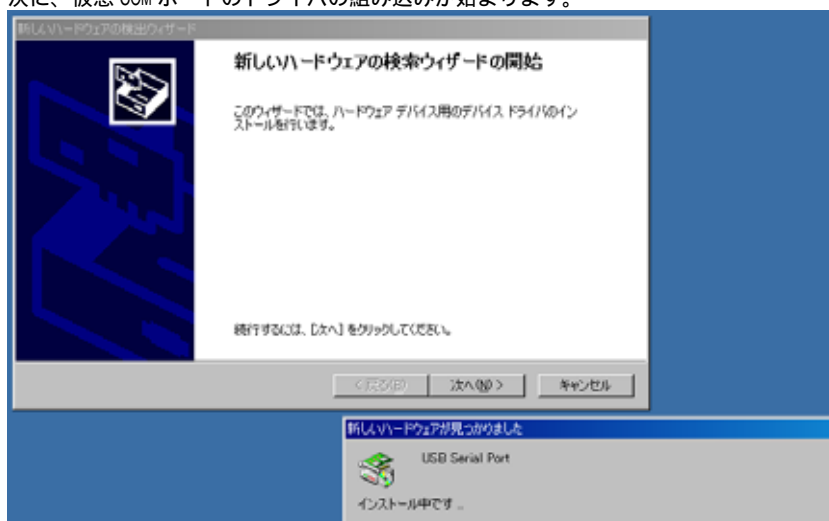 次に、仮想 COM ポートのドライバの組み込みが始まります。
新しいハードウェアの検出ウィザード
新しいハードウェアの検索ウィザードの開始
このウィザードでは、ハードウェア デバイス用のデバイス ドライバのイン
ストールを行います。
続行するには、[次へ] をクリックしてください。
< 戻る(B)
次へ(N) >
キャンセル
新しいハードウェアが見つかりました
USB Serial Port
インストール中です...